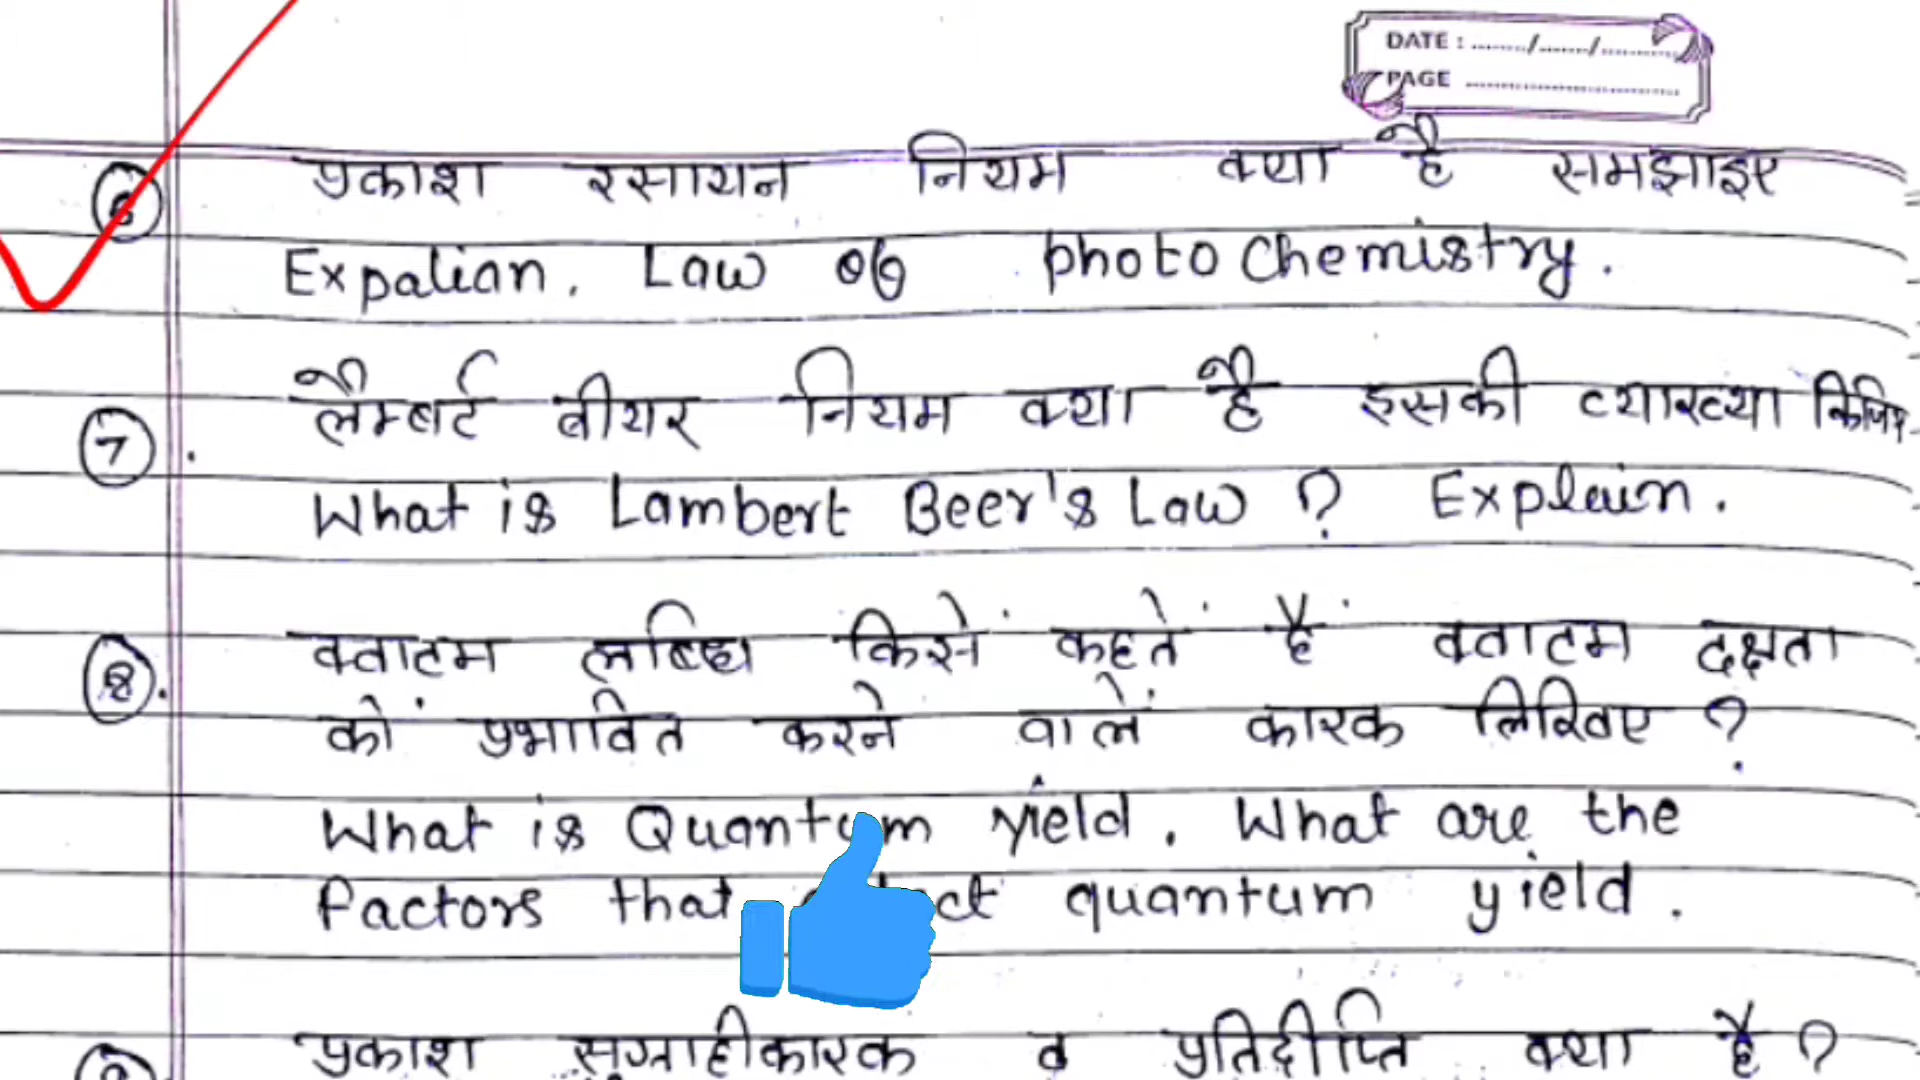 DATE : ......./......./...........
PAGE ..............................
⑥ प्रकाश रसायन नियम क्या है समझाइए
Expalian. Law of photo Chemistry.
⑦. लैम्बर्ट बीयर नियम क्या है इसकी व्याख्या किजिए
What is Lambert Beer's Law ? Explain.
⑧. क्वाटम लब्धि किसे कहते हैं क्वाटम दक्षता
को प्रभावित करने वाले कारक लिखिए ?
What is Quantum yield. What are the
factors that quantum yield.
प्रकाश सुग्राहीकारक व प्रतिदीप्ति क्या है ?